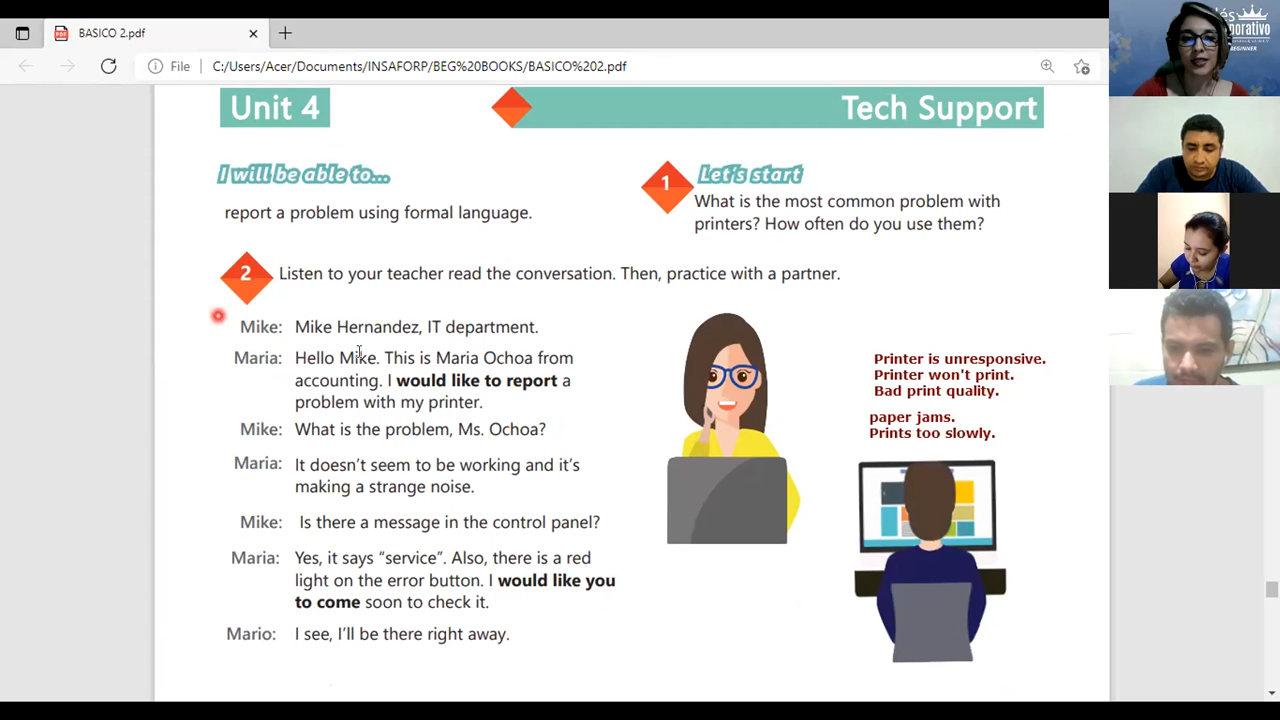 BASICO 2.pdf
File
C:/Users/Acer/Documents/INSAFORP/BEG%20BOOKS/BASICO%202.pdf
Unit 4
Tech Support
I will be able to...
report a problem using formal language.
1
Let's start
What is the most common problem with
printers? How often do you use them?
2
Listen to your teacher read the conversation. Then, practice with a partner.
Mike: Mike Hernandez, IT department.
Maria: Hello Mike. This is Maria Ochoa from
accounting. I would like to report a
problem with my printer.
Mike: What is the problem, Ms. Ochoa?
Maria: It doesn't seem to be working and it's
making a strange noise.
Mike: Is there a message in the control panel?
Maria: Yes, it says “service”. Also, there is a red
light on the error button. I would like you
to come soon to check it.
Mario: I see, I'll be there right away.
Printer is unresponsive.
Printer won't print.
Bad print quality.
paper jams.
Prints too slowly.
BEGINNER